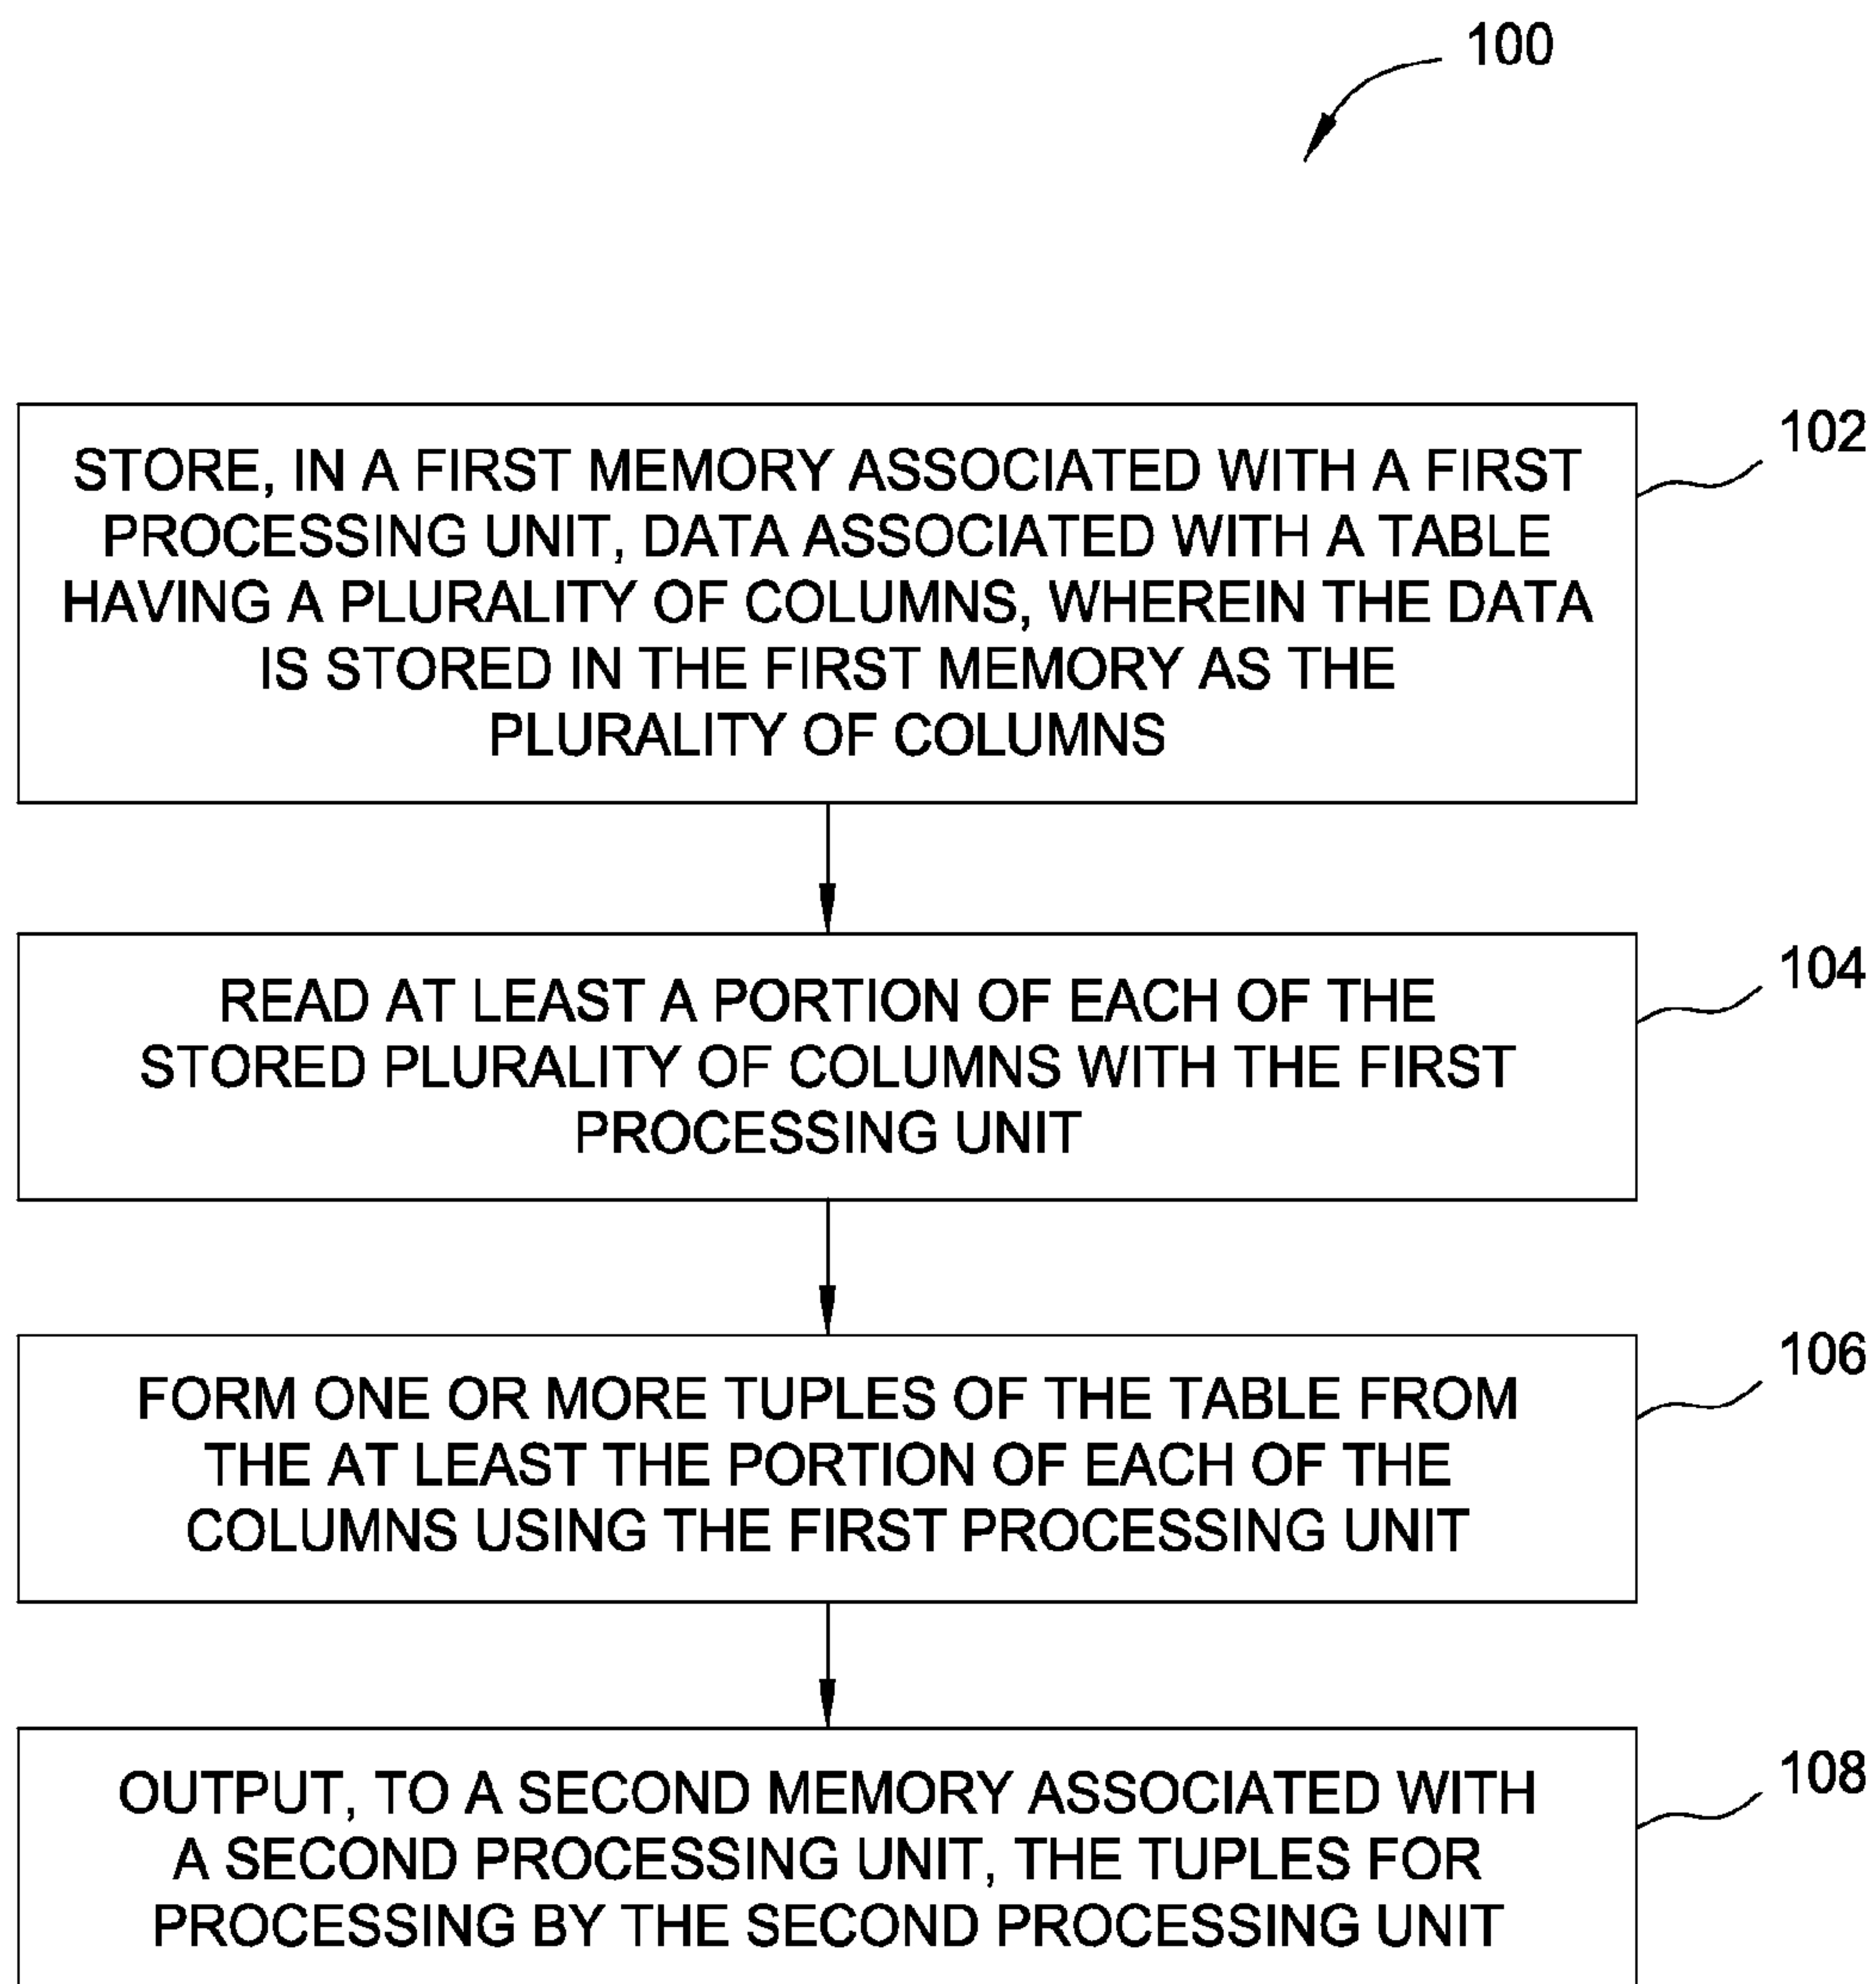 100
102
STORE, IN A FIRST MEMORY ASSOCIATED WITH A FIRST
PROCESSING UNIT, DATA ASSOCIATED WITH A TABLE
HAVING A PLURALITY OF COLUMNS, WHEREIN THE DATA
IS STORED IN THE FIRST MEMORY AS THE
PLURALITY OF COLUMNS
104
READ AT LEAST A PORTION OF EACH OF THE
STORED PLURALITY OF COLUMNS WITH THE FIRST
PROCESSING UNIT
106
FORM ONE OR MORE TUPLES OF THE TABLE FROM
THE AT LEAST THE PORTION OF EACH OF THE
COLUMNS USING THE FIRST PROCESSING UNIT
108
OUTPUT, TO A SECOND MEMORY ASSOCIATED WITH
A SECOND PROCESSING UNIT, THE TUPLES FOR
PROCESSING BY THE SECOND PROCESSING UNIT